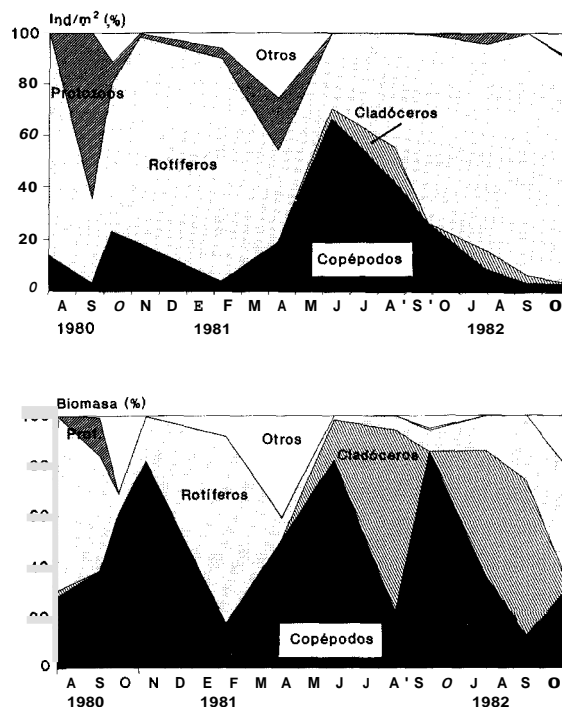 Ind/m² (%)
100
80
60
40
20
0
Otros
Protozoos
Cladóceros
Rotíferos
Copépodos
A S O N D E F M A M J J A ' S ' O J A S O
1980 1981 1982
Biomasa (%)
Prot.
Otros
Cladóceros
Rotíferos
Copépodos
0
A S O N D E F M A M J J A ' S O J A S O
1980 1981 1982